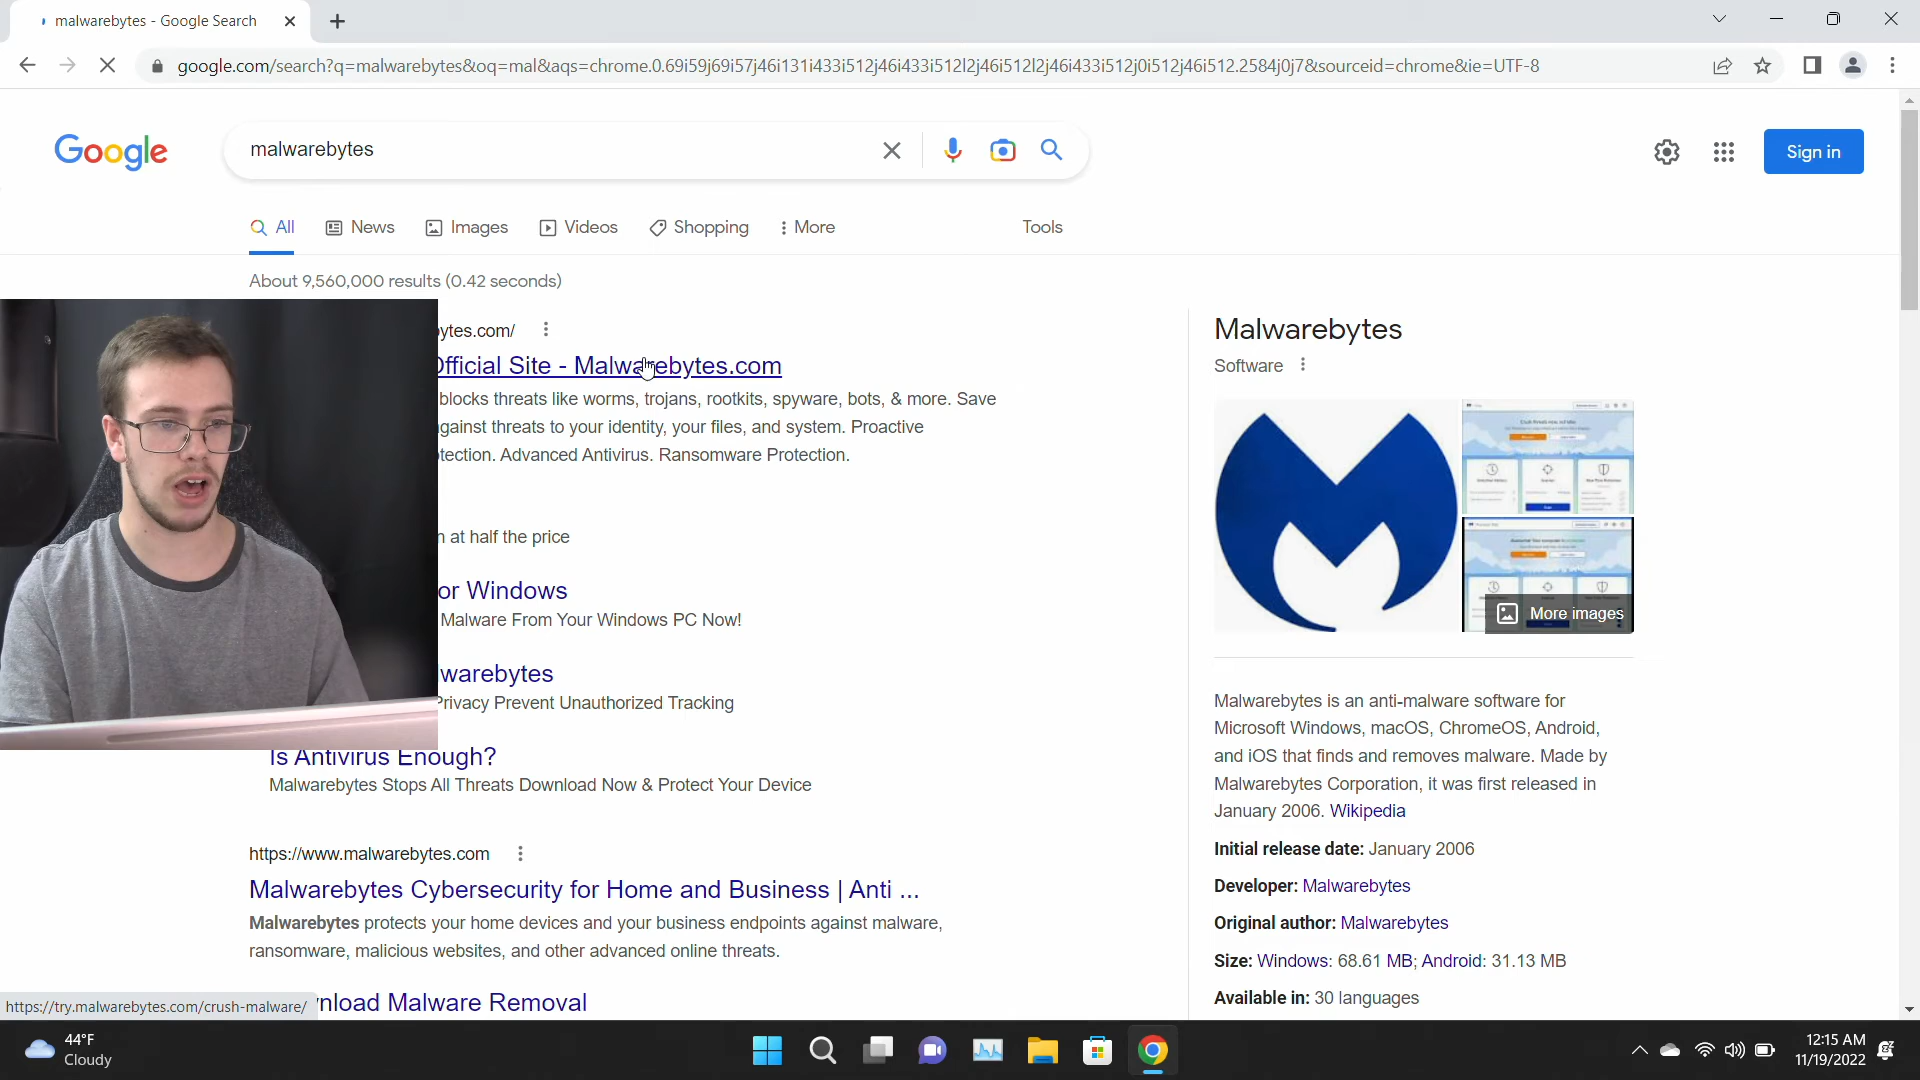 malwarebytes - Google Search
google.com/search?q=malwarebytes&oq=mal&aqs=chrome.0.69i59j69i57j46i131i433i512j46i433i512l2j46i512l2j46i433i512j0i512j46i512.2584j0j7&sourceid=chrome&ie=UTF-8
Google
malwarebytes
Sign in
All News Images Videos Shopping More Tools
About 9,560,000 results (0.42 seconds)
ytes.com/
Official Site - Malwarebytes.com
blocks threats like worms, trojans, rootkits, spyware, bots, & more. Save
gainst threats to your identity, your files, and system. Proactive
tection. Advanced Antivirus. Ransomware Protection.
at half the price
or Windows
Malware From Your Windows PC Now!
warebytes
Privacy Prevent Unauthorized Tracking
Is Antivirus Enough?
Malwarebytes Stops All Threats Download Now & Protect Your Device
https://www.malwarebytes.com
Malwarebytes Cybersecurity for Home and Business | Anti ...
Malwarebytes protects your home devices and your business endpoints against malware,
ransomware, malicious websites, and other advanced online threats.
nload Malware Removal
https://try.malwarebytes.com/crush-malware/
Malwarebytes
Software
More images
Malwarebytes is an anti-malware software for
Microsoft Windows, macOS, ChromeOS, Android,
and iOS that finds and removes malware. Made by
Malwarebytes Corporation, it was first released in
January 2006. Wikipedia
Initial release date: January 2006
Developer: Malwarebytes
Original author: Malwarebytes
Size: Windows: 68.61 MB; Android: 31.13 MB
Available in: 30 languages
44°F
Cloudy
12:15 AM
11/19/2022